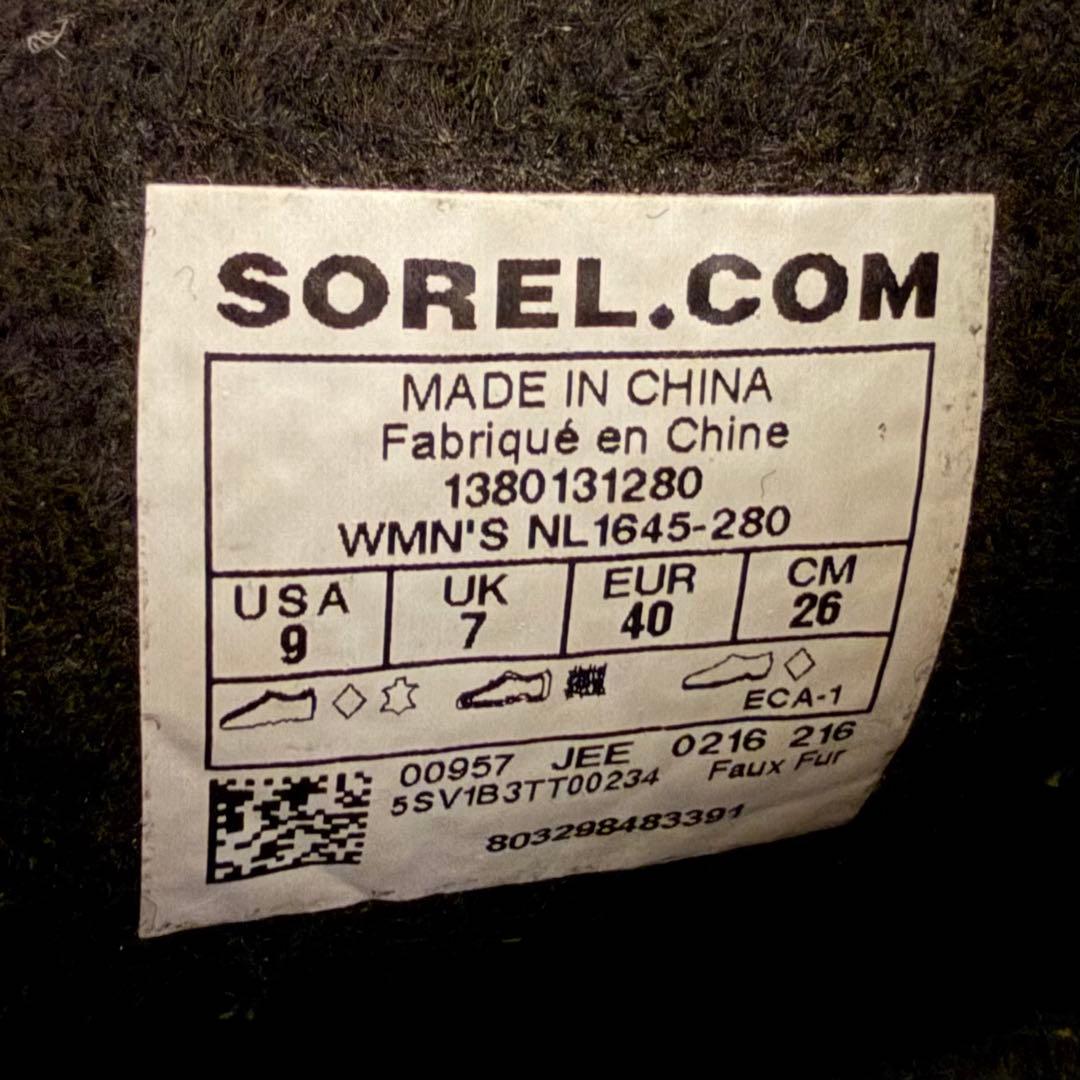 SOREL.COM
MADE IN CHINA
Fabriqué en Chine
1380131280
WMN'S NL1645-280
USA UK EUR CM
9 7 40 26
ECA-1
00957 JEE 0216 216
5SV1B3TT00234 Faux Fur
803298483391